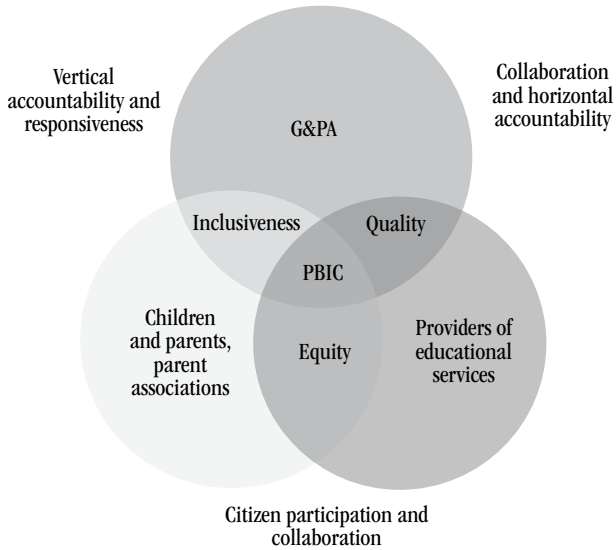 Vertical
accountability and
responsiveness
Collaboration
and horizontal
accountability
G&PA
Inclusiveness
Quality
PBIC
Children
and parents,
parent
associations
Equity
Providers of
educational
services
Citizen participation and
collaboration